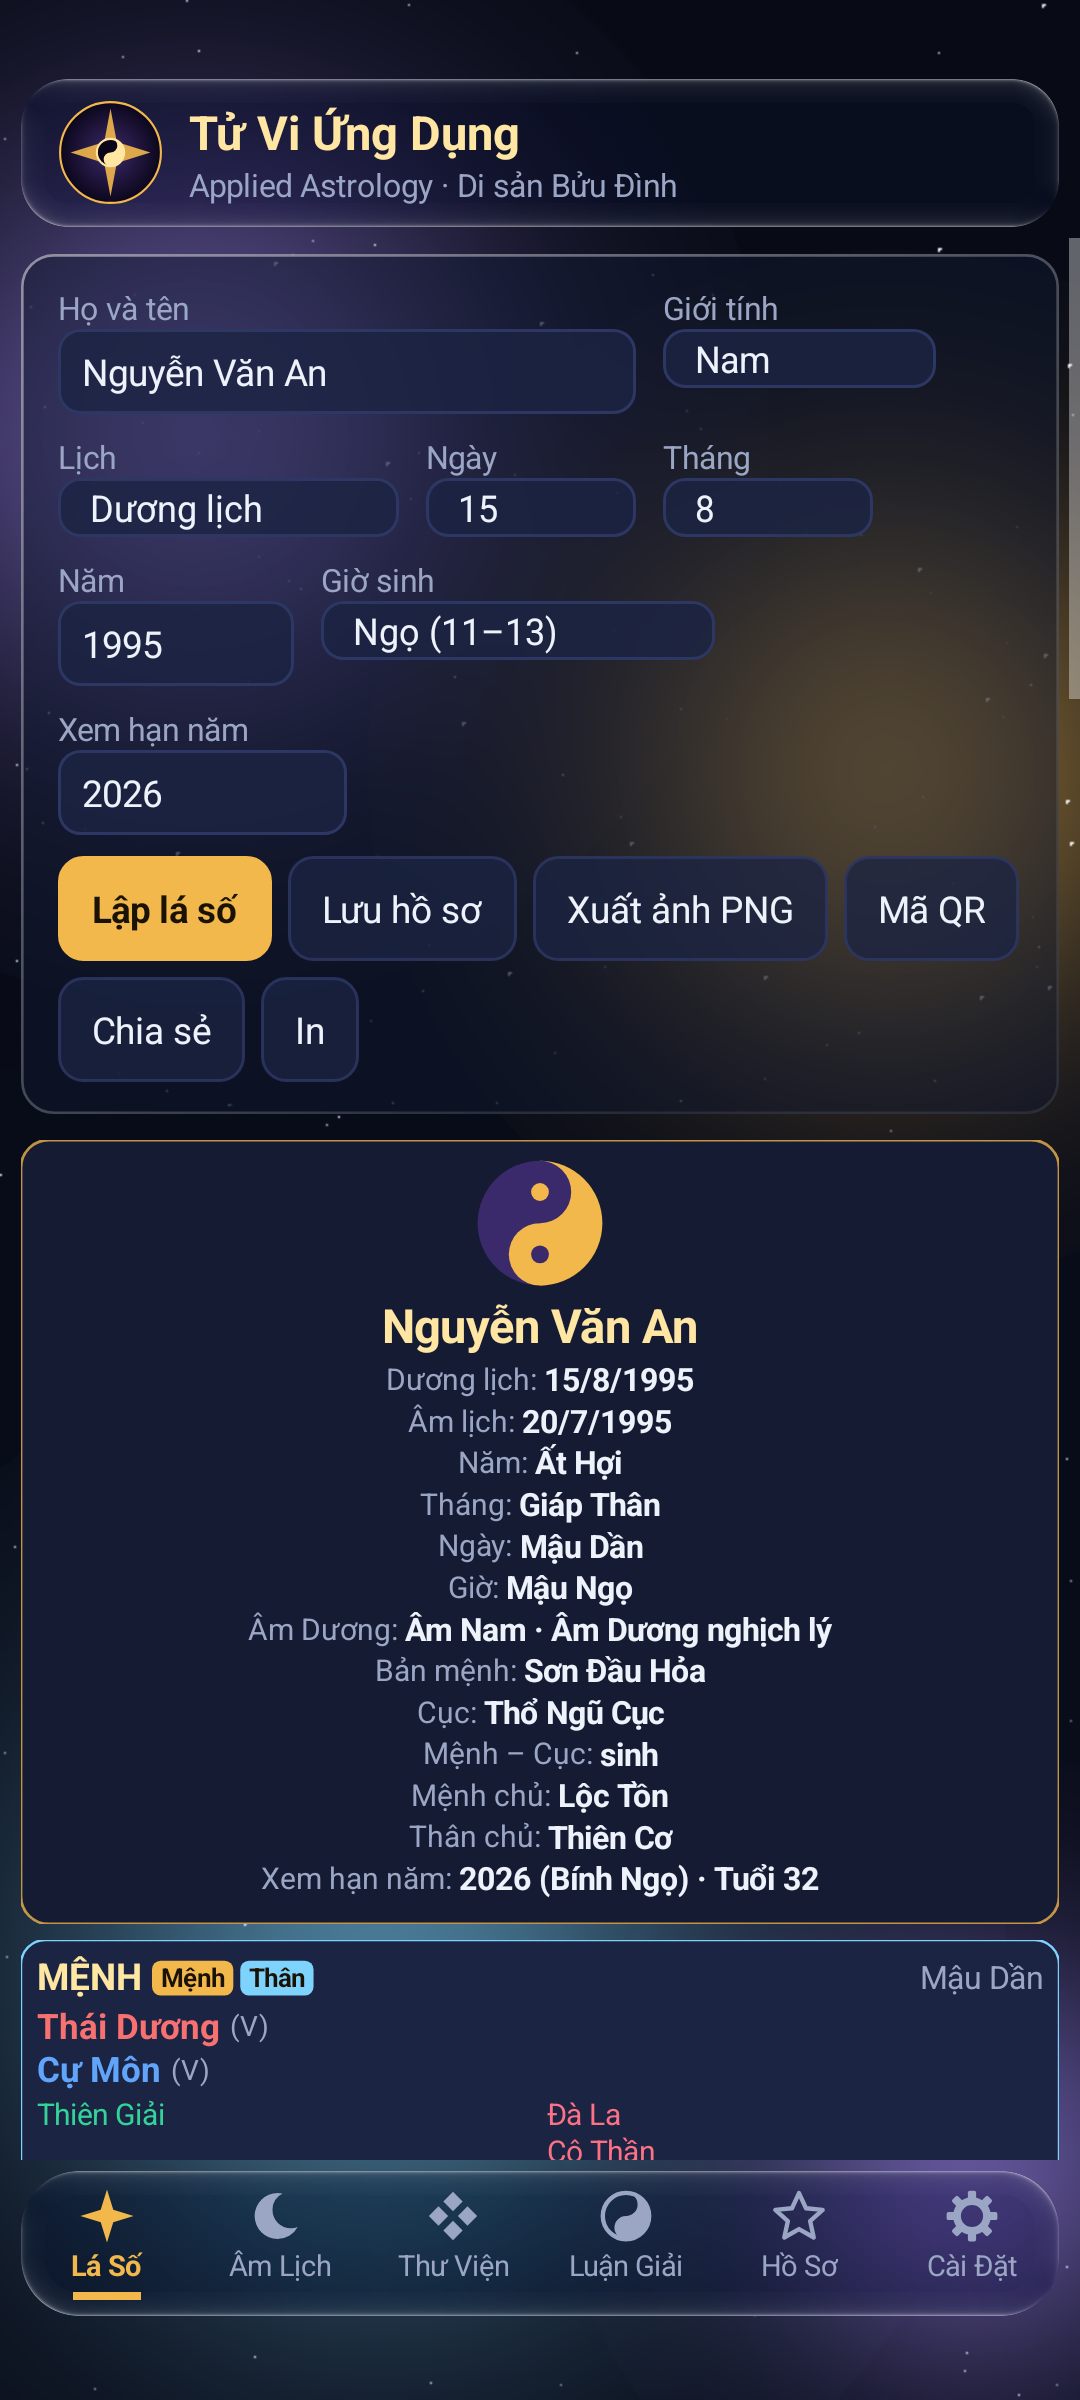 Tử Vi Ứng Dụng
Applied Astrology · Di sản Bửu Đình
Họ và tên
Giới tính
Nguyễn Văn An
Nam
Lịch
Ngày
Tháng
Dương lịch
15
8
Năm
Giờ sinh
1995
Ngọ (11–13)
Xem hạn năm
2026
Lập lá số
Lưu hồ sơ
Xuất ảnh PNG
Mã QR
Chia sẻ
In
Nguyễn Văn An
Dương lịch: 15/8/1995
Âm lịch: 20/7/1995
Năm: Ất Hợi
Tháng: Giáp Thân
Ngày: Mậu Dần
Giờ: Mậu Ngọ
Âm Dương: Âm Nam · Âm Dương nghịch lý
Bản mệnh: Sơn Đầu Hỏa
Cục: Thổ Ngũ Cục
Mệnh – Cục: sinh
Mệnh chủ: Lộc Tồn
Thân chủ: Thiên Cơ
Xem hạn năm: 2026 (Bính Ngọ) · Tuổi 32
MỆNH Mệnh Thân
Mậu Dần
Thái Dương (V)
Cự Môn (V)
Thiên Giải
Đà La
Cô Thần
Lá Số
Âm Lịch
Thư Viện
Luận Giải
Hồ Sơ
Cài Đặt